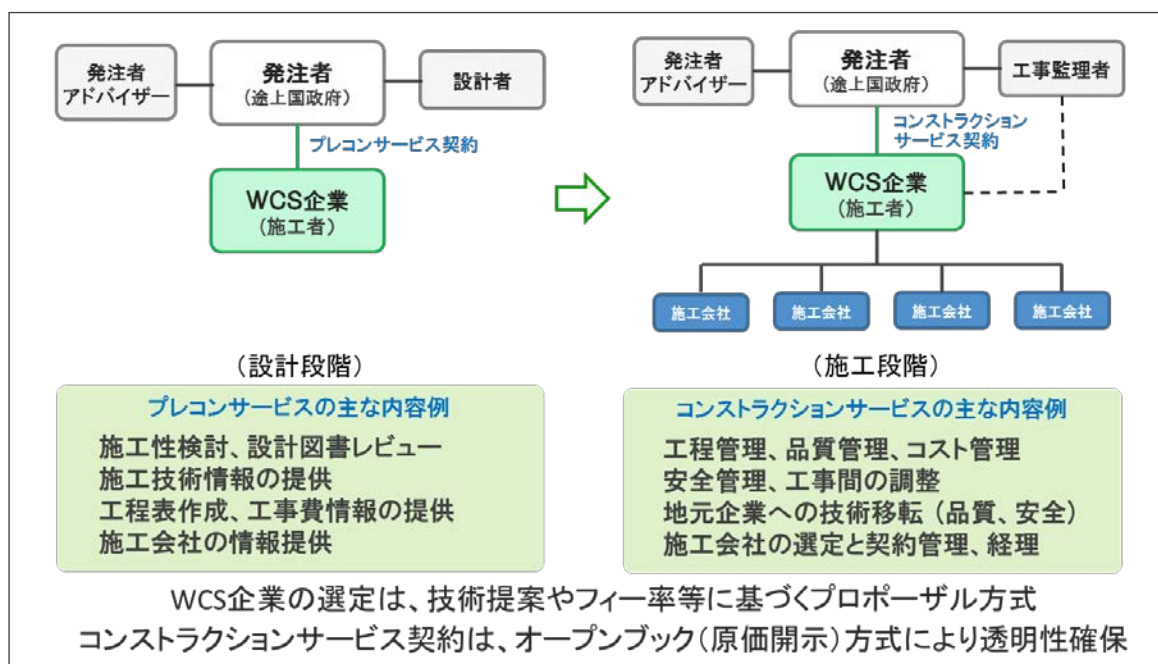 発注者
アドバイザー
発注者
(途上国政府)
設計者
プレコンサービス契約
WCS企業
(施工者)
発注者
アドバイザー
発注者
(途上国政府)
工事監理者
コンストラクション
サービス契約
WCS企業
(施工者)
施工会社
施工会社
施工会社
施工会社
(設計段階)
プレコンサービスの主な内容例
施工性検討、設計図書レビュー
施工技術情報の提供
工程表作成、工事費情報の提供
施工会社の情報提供
(施工段階)
コンストラクションサービスの主な内容例
工程管理、品質管理、コスト管理
安全管理、工事間の調整
地元企業への技術移転(品質、安全)
施工会社の選定と契約管理、経理
WCS企業の選定は、技術提案やフィー率等に基づくプロポーザル方式
コンストラクションサービス契約は、オープンブック(原価開示)方式により透明性確保